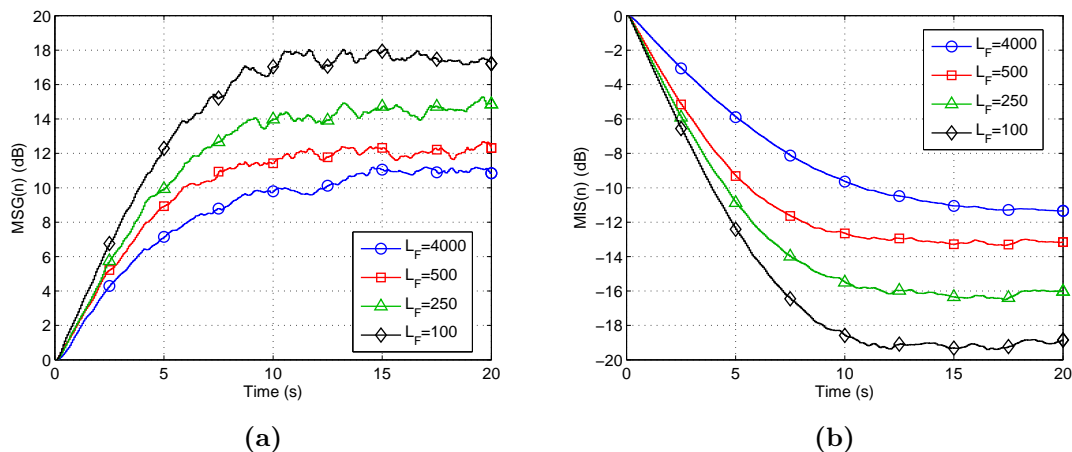 20
18
16
14
12
10
8
6
4
2
0
MSG(n) (dB)
L_F=4000
L_F=500
L_F=250
L_F=100
0 5 10 15 20
Time (s)
(a)
0
−2
−4
−6
−8
−10
−12
−14
−16
−18
−20
MIS(n) (dB)
L_F=4000
L_F=500
L_F=250
L_F=100
0 5 10 15 20
Time (s)
(b)